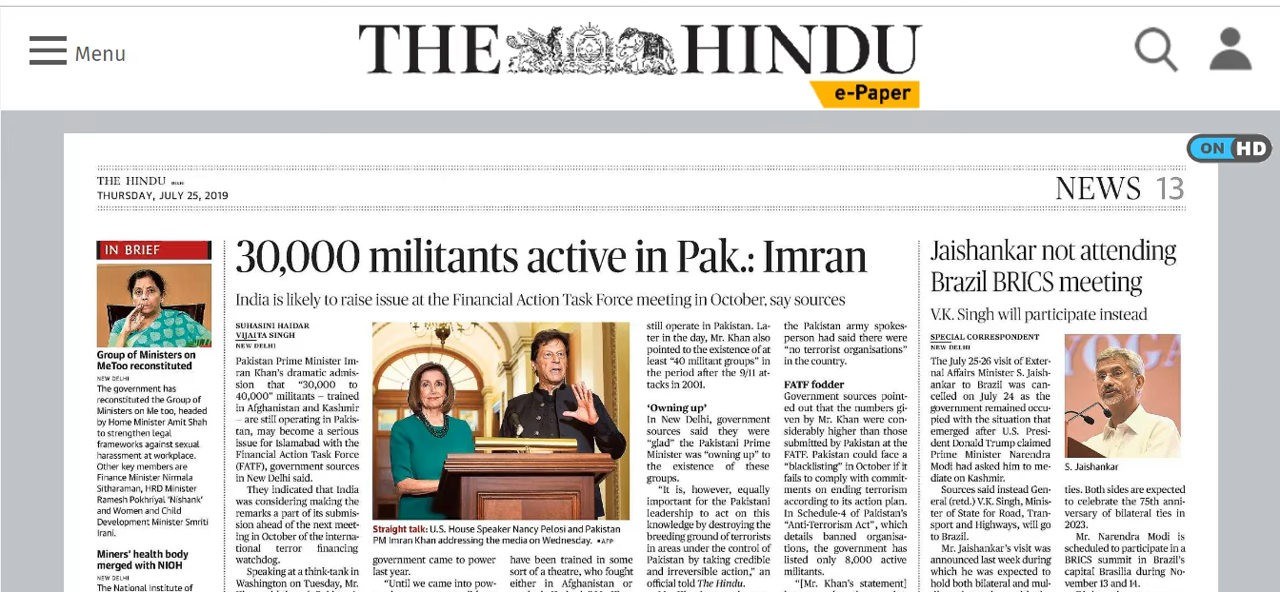 Menu
THE HINDU
e-Paper
ON HD
THE HINDU DELHI
THURSDAY, JULY 25, 2019
NEWS 13
IN BRIEF
Group of Ministers on
MeToo reconstituted
NEW DELHI
The government has
reconstituted the Group of
Ministers on Me too, headed
by Home Minister Amit Shah
to strengthen legal
frameworks against sexual
harassment at workplace.
Other key members are
Finance Minister Nirmala
Sitharaman, HRD Minister
Ramesh Pokhriyal ‘Nishank’
and Women and Child
Development Minister Smriti
Irani.
Miners’ health body
merged with NIOH
NEW DELHI
The National Institute of
30,000 militants active in Pak.: Imran
India is likely to raise issue at the Financial Action Task Force meeting in October, say sources
SUHASINI HAIDAR
VIJAITA SINGH
NEW DELHI
Pakistan Prime Minister Im-
ran Khan’s dramatic admis-
sion that “30,000 to
40,000” militants – trained
in Afghanistan and Kashmir
– are still operating in Pakis-
tan, may become a serious
issue for Islamabad with the
Financial Action Task Force
(FATF), government sources
in New Delhi said.
They indicated that India
was considering making the
remarks a part of its submis-
sion ahead of the next meet-
ing in October of the interna-
tional terror financing
watchdog.
Speaking at a think-tank in
Washington on Tuesday, Mr.
Straight talk: U.S. House Speaker Nancy Pelosi and Pakistan
PM Imran Khan addressing the media on Wednesday. • AFP
government came to power
last year.
“Until we came into pow-
have been trained in some
sort of a theatre, who fought
either in Afghanistan or
still operate in Pakistan. La-
ter in the day, Mr. Khan also
pointed to the existence of at
least “40 militant groups” in
the period after the 9/11 at-
tacks in 2001.
‘Owning up’
In New Delhi, government
sources said they were
“glad” the Pakistani Prime
Minister was “owning up” to
the existence of these
groups.
“It is, however, equally
important for the Pakistani
leadership to act on this
knowledge by destroying the
breeding ground of terrorists
in areas under the control of
Pakistan by taking credible
and irreversible action,” an
official told The Hindu.
the Pakistan army spokes-
person had said there were
“no terrorist organisations”
in the country.
FATF fodder
Government sources point-
ed out that the numbers giv-
en by Mr. Khan were con-
siderably higher than those
submitted by Pakistan at the
FATF. Pakistan could face a
“blacklisting” in October if it
fails to comply with commit-
ments on ending terrorism
according to its action plan.
In Schedule-4 of Pakistan’s
“Anti-Terrorism Act”, which
details banned organisa-
tions, the government has
listed only 8,000 active
militants.
“[Mr. Khan’s statement]
Jaishankar not attending
Brazil BRICS meeting
V.K. Singh will participate instead
SPECIAL CORRESPONDENT
NEW DELHI
The July 25-26 visit of Exter-
nal Affairs Minister S. Jaish-
ankar to Brazil was can-
celled on July 24 as the
government remained occu-
pied with the situation that
emerged after U.S. Presi-
dent Donald Trump claimed
Prime Minister Narendra
Modi had asked him to me-
diate on Kashmir.
Sources said instead Gen-
eral (retd.) V.K. Singh, Minis-
ter of State for Road, Tran-
sport and Highways, will go
to Brazil.
Mr. Jaishankar’s visit was
announced last week during
which he was expected to
hold both bilateral and mul-
YOGA
S. Jaishankar
ties. Both sides are expected
to celebrate the 75th anni-
versary of bilateral ties in
2023.
Mr. Narendra Modi is
scheduled to participate in a
BRICS summit in Brazil’s
capital Brasilia during No-
vember 13 and 14.